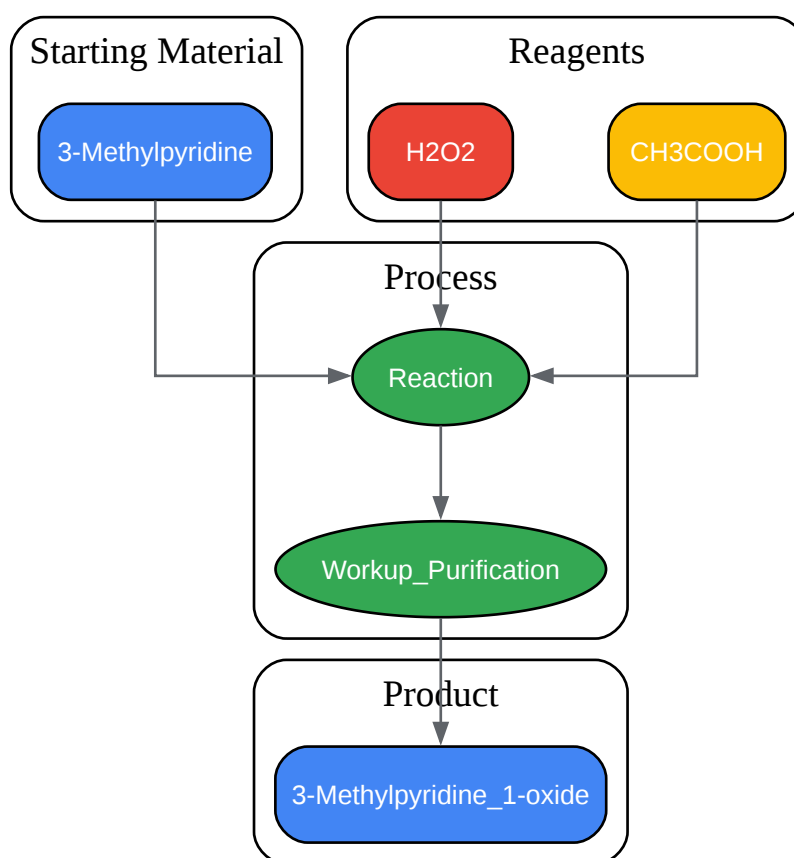 Starting Material
Reagents
3-Methylpyridine
H2O2
CH3COOH
Process
Reaction
Workup_Purification
Product
3-Methylpyridine_1-oxide